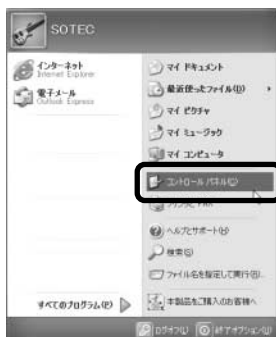 SOTEC
インターネット
Internet Explorer
電子メール
Outlook Express
すべてのプログラム(P)
マイ ドキュメント
最近使ったファイル(D)
マイ ピクチャ
マイ ミュージック
マイ コンピュータ
コントロール パネル(C)
プリンタと FAX
ヘルプとサポート(H)
検索(S)
ファイル名を指定して実行(R)...
本製品をご購入のお客様へ
ログオフ(L)
終了オプション(U)